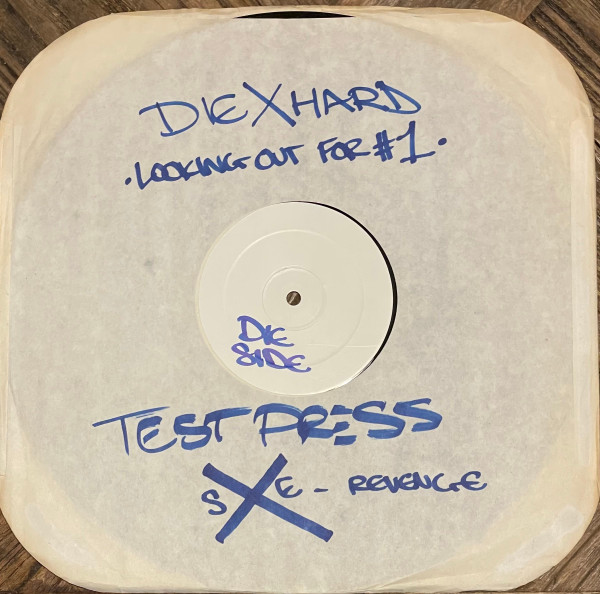 DIEXHARD
·LOOKING OUT FOR #1·
DIE
SIDE
TEST PRESS
SXE - REVENGE